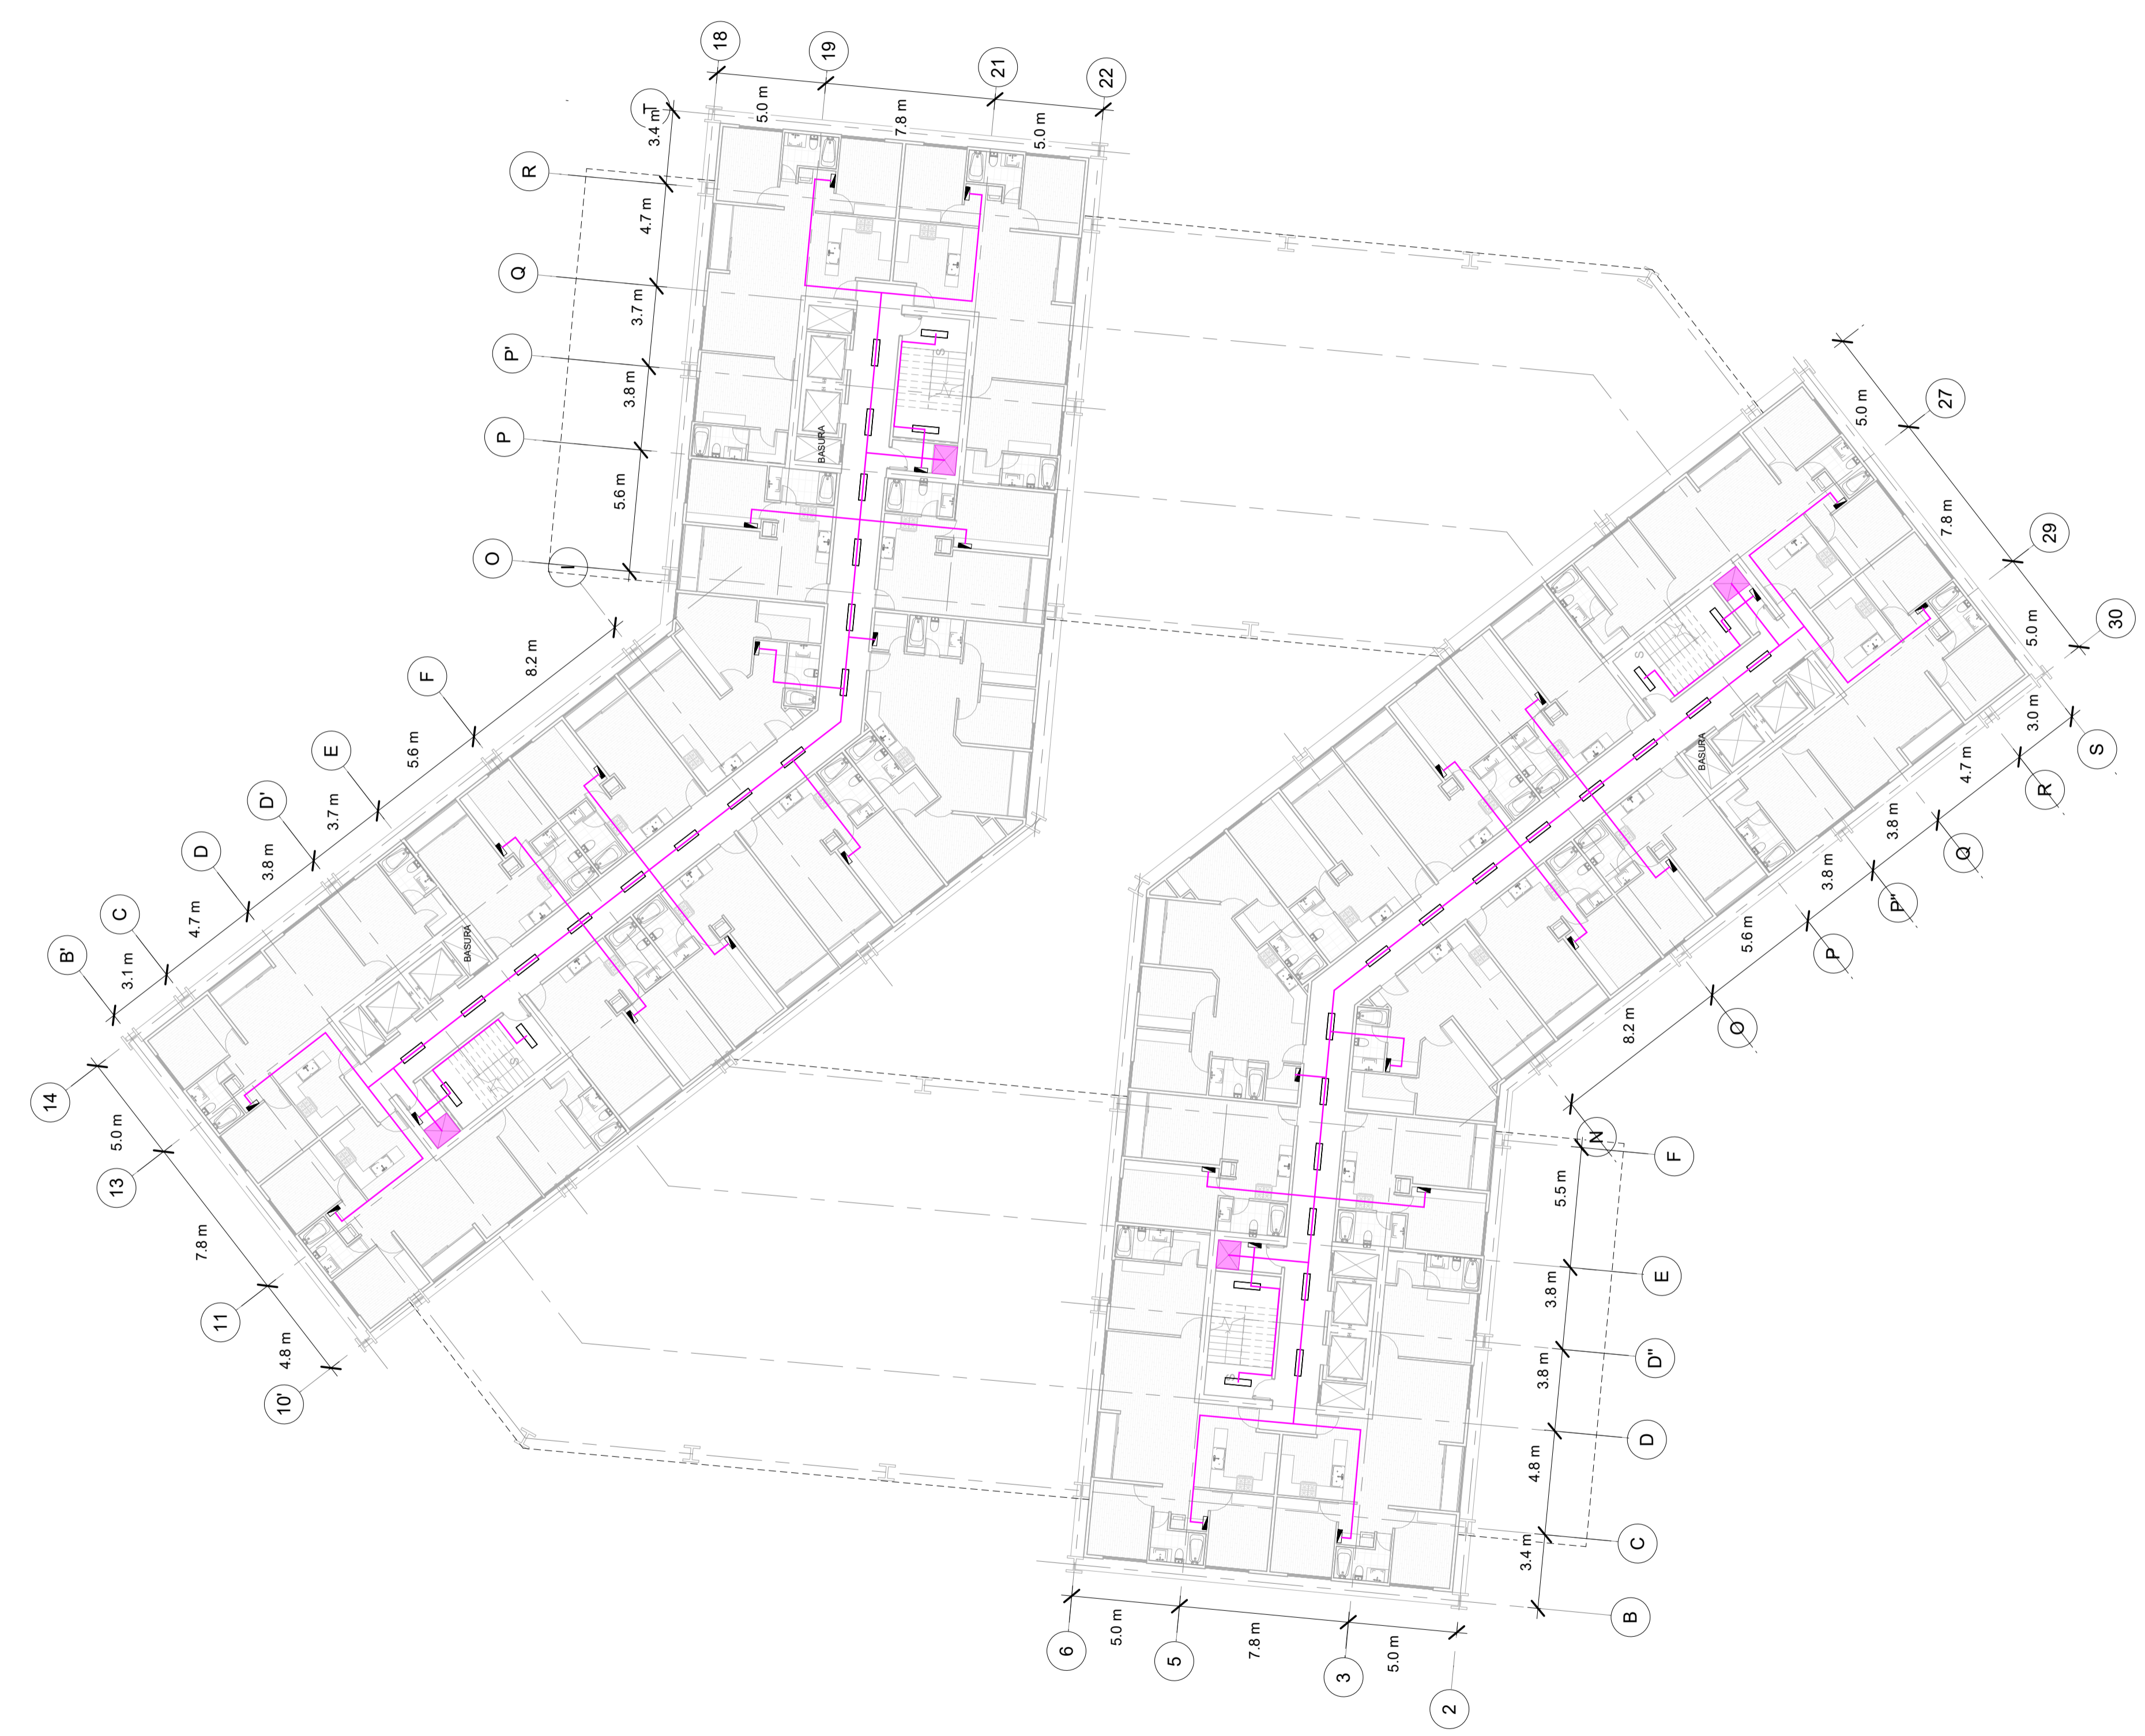 18
19
21
22
5.0 m
7.8 m
5.0 m
T
3.4 m
R
4.7 m
Q
3.7 m
P'
3.8 m
P
5.6 m
O
I
8.2 m
F
5.6 m
E
3.7 m
D'
3.8 m
D
4.7 m
C
3.1 m
B'
14
5.0 m
13
7.8 m
11
4.8 m
10'
BASURA
S
BASURA
S
5.0 m
27
7.8 m
29
5.0 m
30
3.0 m
S
4.7 m
R
3.8 m
Q
3.8 m
P"
5.6 m
P
8.2 m
O
N
BASURA
S
F
5.5 m
E
3.8 m
D"
3.8 m
D
4.8 m
C
3.4 m
B
S
6
5.0 m
5
7.8 m
3
5.0 m
2